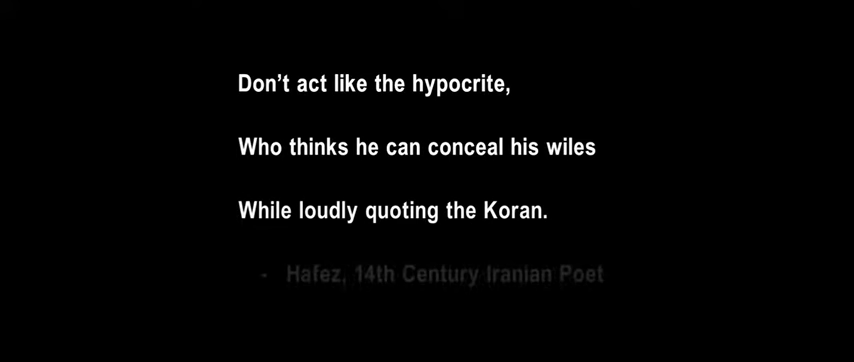 Don't act like the hypocrite,
Who thinks he can conceal his wiles
While loudly quoting the Koran.
- Hafez, 14th Century Iranian Poet